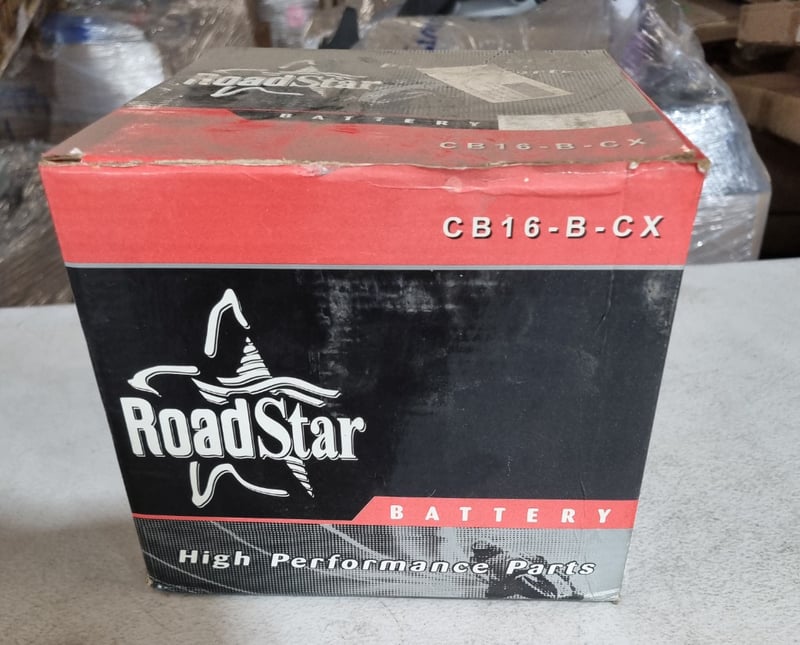 RoadStar
BATTERY
CB16-B-CX
CB16-B-CX
RoadStar
BATTERY
High Performance Parts